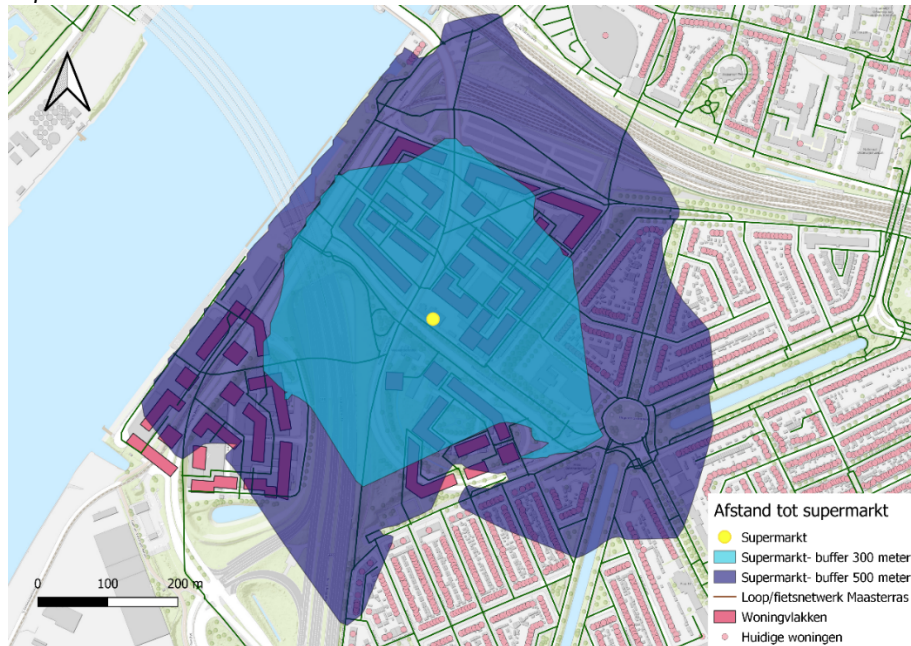 0 100 200 m
Afstand tot supermarkt
Supermarkt
Supermarkt- buffer 300 meter
Supermarkt- buffer 500 meter
Loop/fietsnetwerk Maasterras
Woningvlakken
Huidige woningen